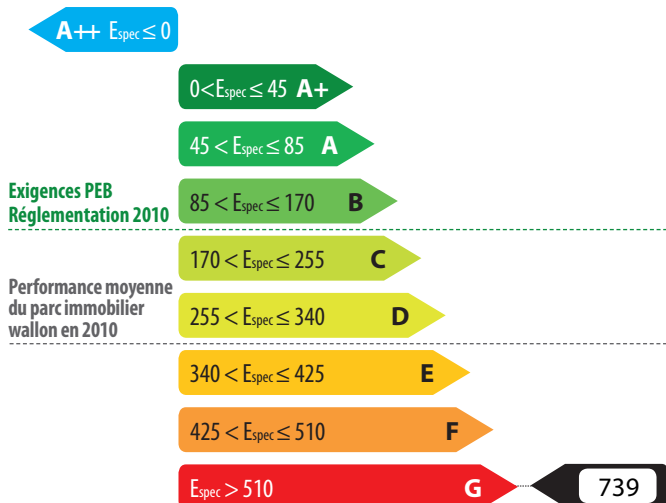 A++ Espec ≤ 0
0 < Espec ≤ 45 A+
45 < Espec ≤ 85 A
Exigences PEB
Réglementation 2010
85 < Espec ≤ 170 B
170 < Espec ≤ 255 C
Performance moyenne
du parc immobilier
wallon en 2010
255 < Espec ≤ 340 D
340 < Espec ≤ 425 E
425 < Espec ≤ 510 F
Espec > 510 G
739